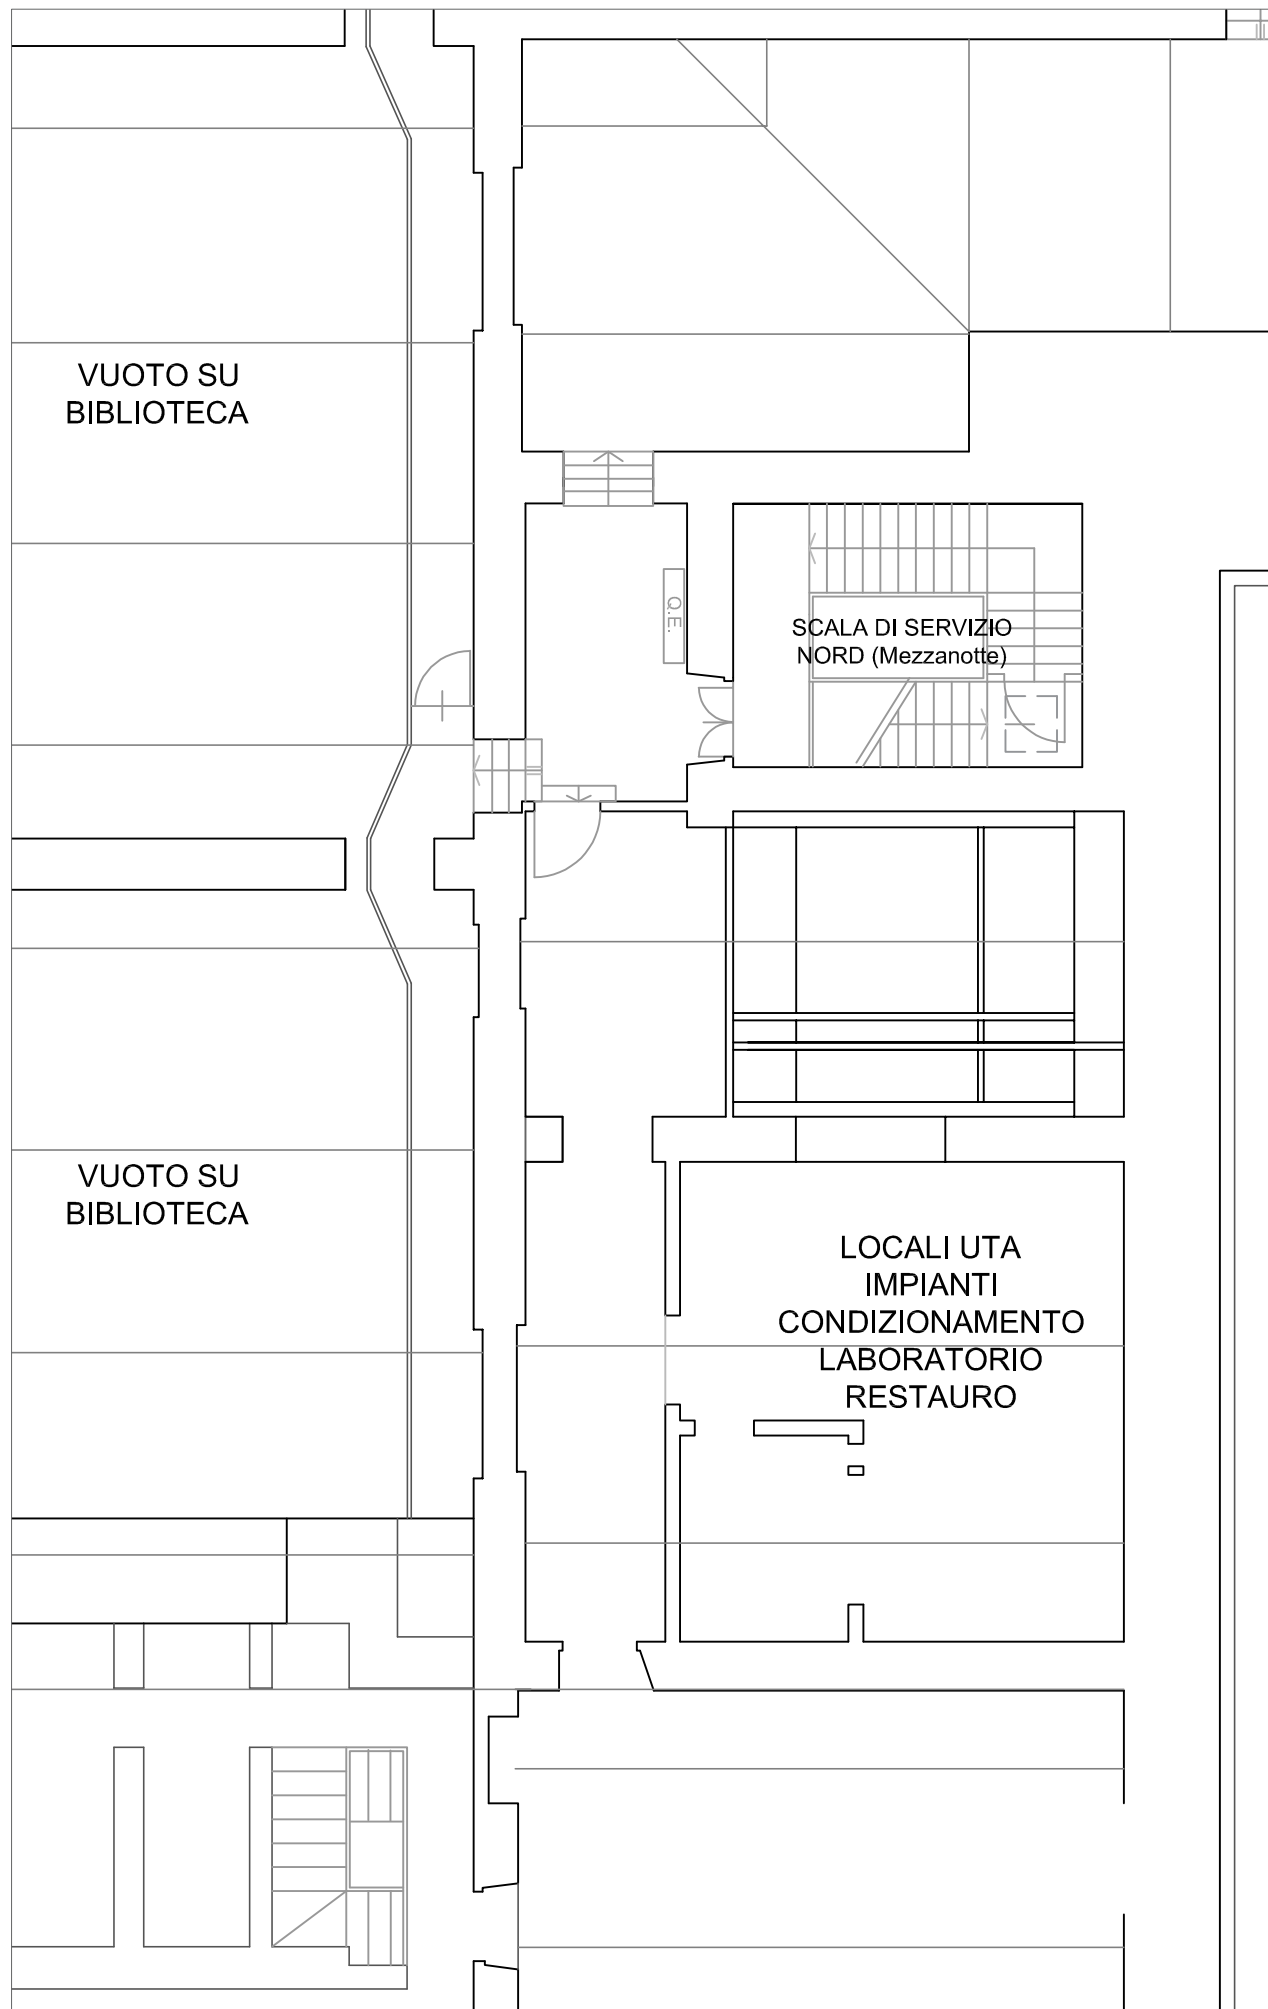 VUOTO SU
BIBLIOTECA
Q.E.
SCALA DI SERVIZIO
NORD (Mezzanotte)
VUOTO SU
BIBLIOTECA
LOCALI UTA
IMPIANTI
CONDIZIONAMENTO
LABORATORIO
RESTAURO